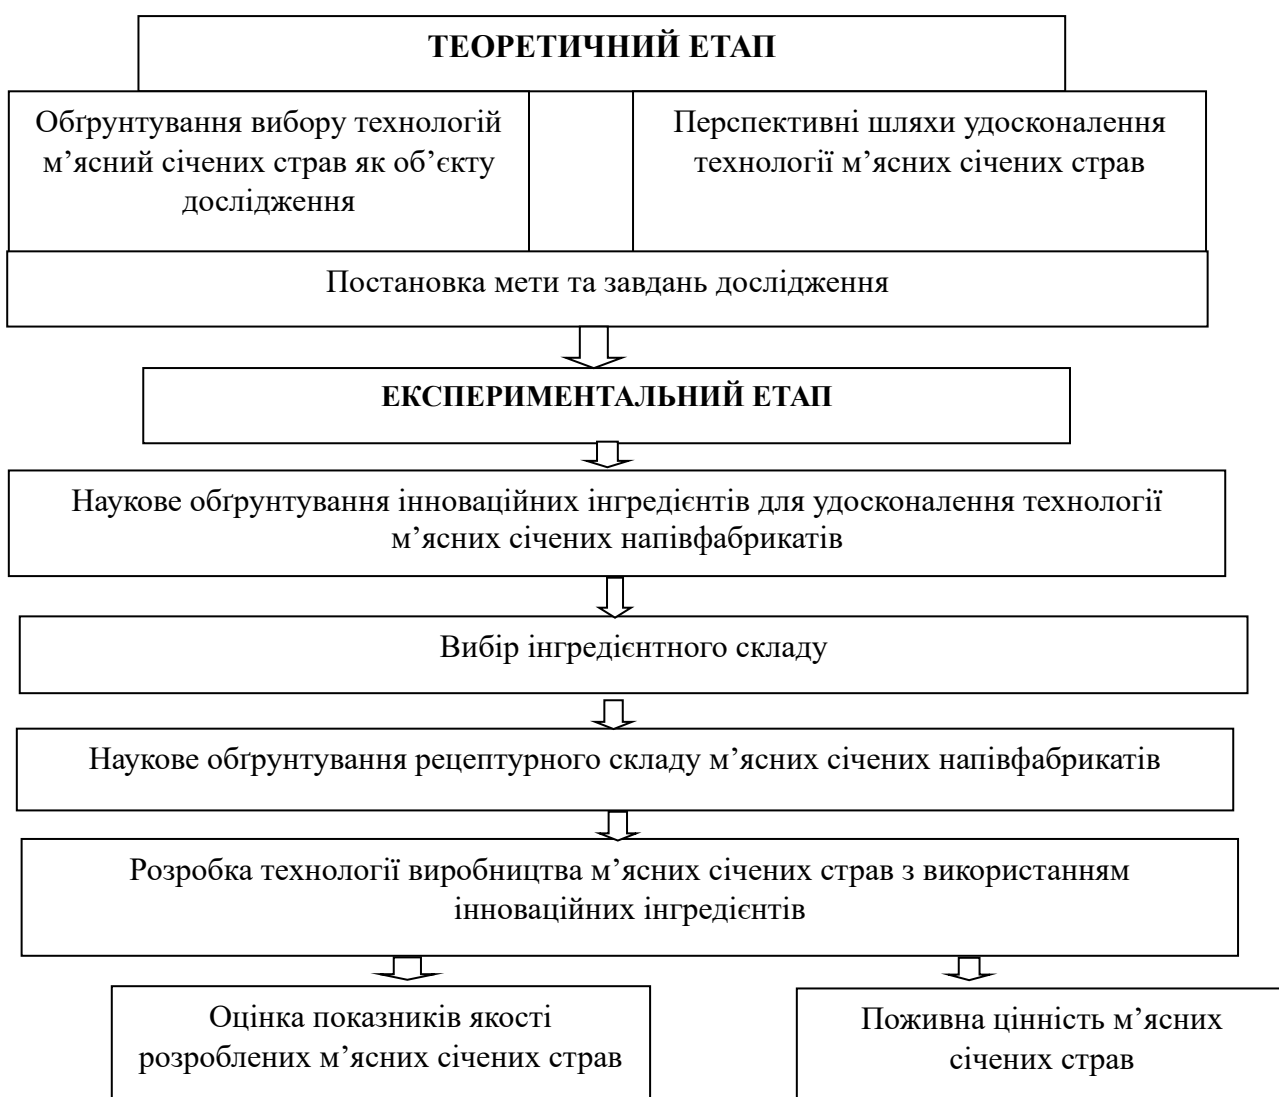 ТЕОРЕТИЧНИЙ ЕТАП
Обґрунтування вибору технологій
м’ясний січених страв як об’єкту
дослідження
Перспективні шляхи удосконалення
технології м’ясних січених страв
Постановка мети та завдань дослідження
ЕКСПЕРИМЕНТАЛЬНИЙ ЕТАП
Наукове обґрунтування інноваційних інгредієнтів для удосконалення технології
м’ясних січених напівфабрикатів
Вибір інгредієнтного складу
Наукове обґрунтування рецептурного складу м’ясних січених напівфабрикатів
Розробка технології виробництва м’ясних січених страв з використанням
інноваційних інгредієнтів
Оцінка показників якості
розроблених м’ясних січених страв
Поживна цінність м’ясних
січених страв